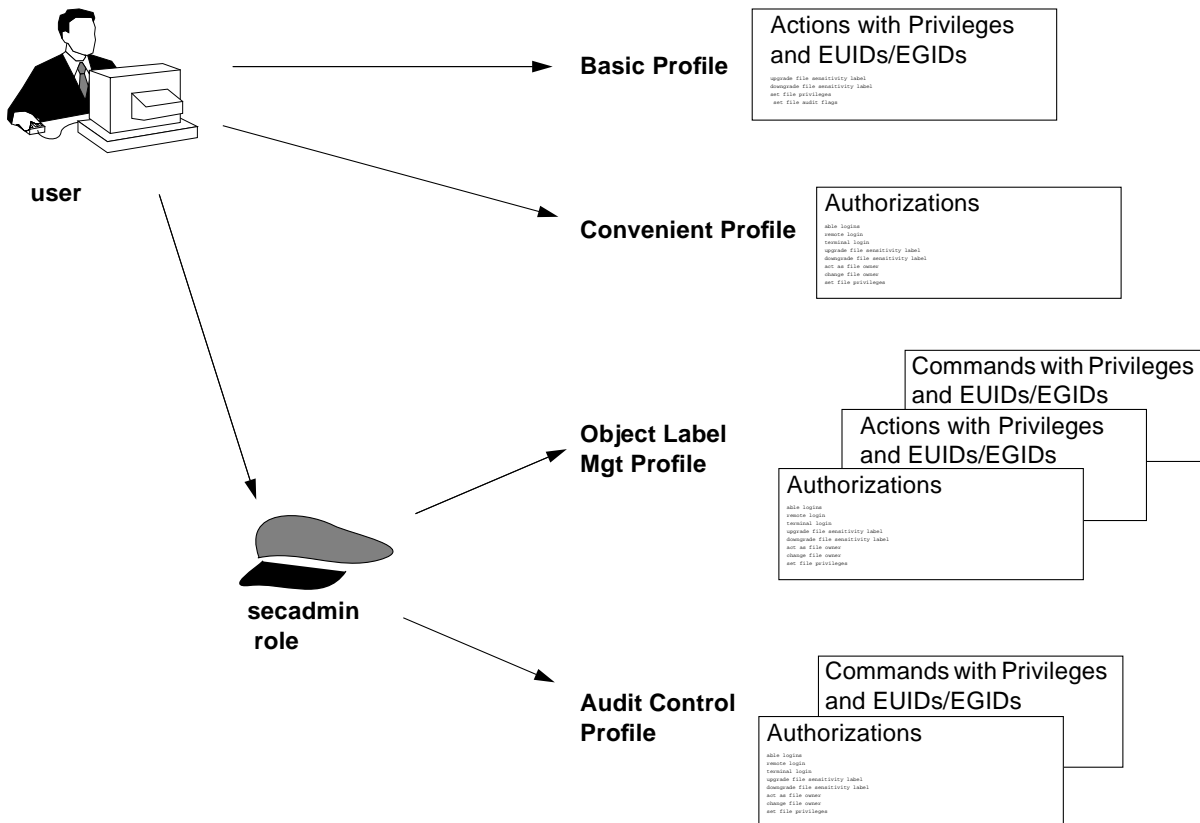 Actions with Privileges
and EUIDs/EGIDs
upgrade file sensitivity label
downgrade file sensitivity label
set file privileges
set file audit flags
Basic Profile
user
Convenient Profile
Authorizations
able logins
remote login
terminal login
upgrade file sensitivity label
downgrade file sensitivity label
act as file owner
change file owner
set file privileges
Object Label
Mgt Profile
Commands with Privileges
and EUIDs/EGIDs
Actions with Privileges
and EUIDs/EGIDs
Authorizations
able logins
remote login
terminal login
upgrade file sensitivity label
downgrade file sensitivity label
act as file owner
change file owner
set file privileges
secadmin
role
Audit Control
Profile
Commands with Privileges
and EUIDs/EGIDs
Authorizations
able logins
remote login
terminal login
upgrade file sensitivity label
downgrade file sensitivity label
act as file owner
change file owner
set file privileges